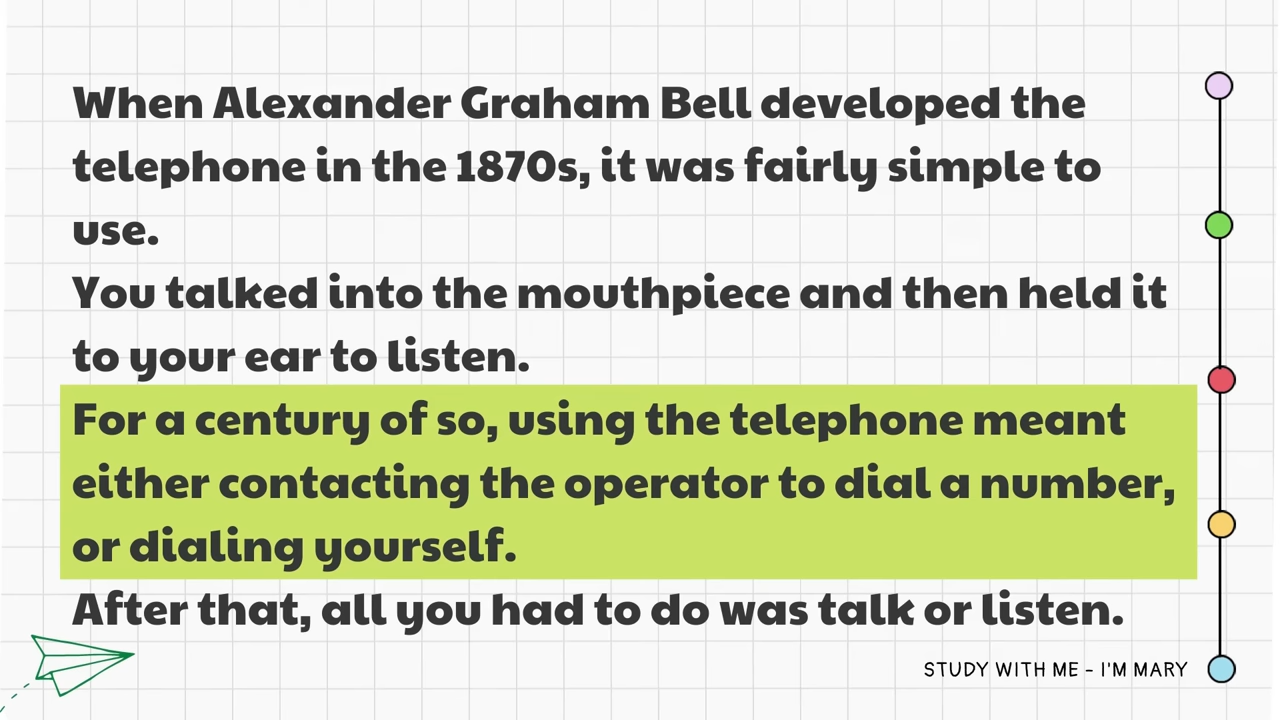 When Alexander Graham Bell developed the
telephone in the 1870s, it was fairly simple to
use.
You talked into the mouthpiece and then held it
to your ear to listen.
For a century of so, using the telephone meant
either contacting the operator to dial a number,
or dialing yourself.
After that, all you had to do was talk or listen.
STUDY WITH ME - I'M MARY